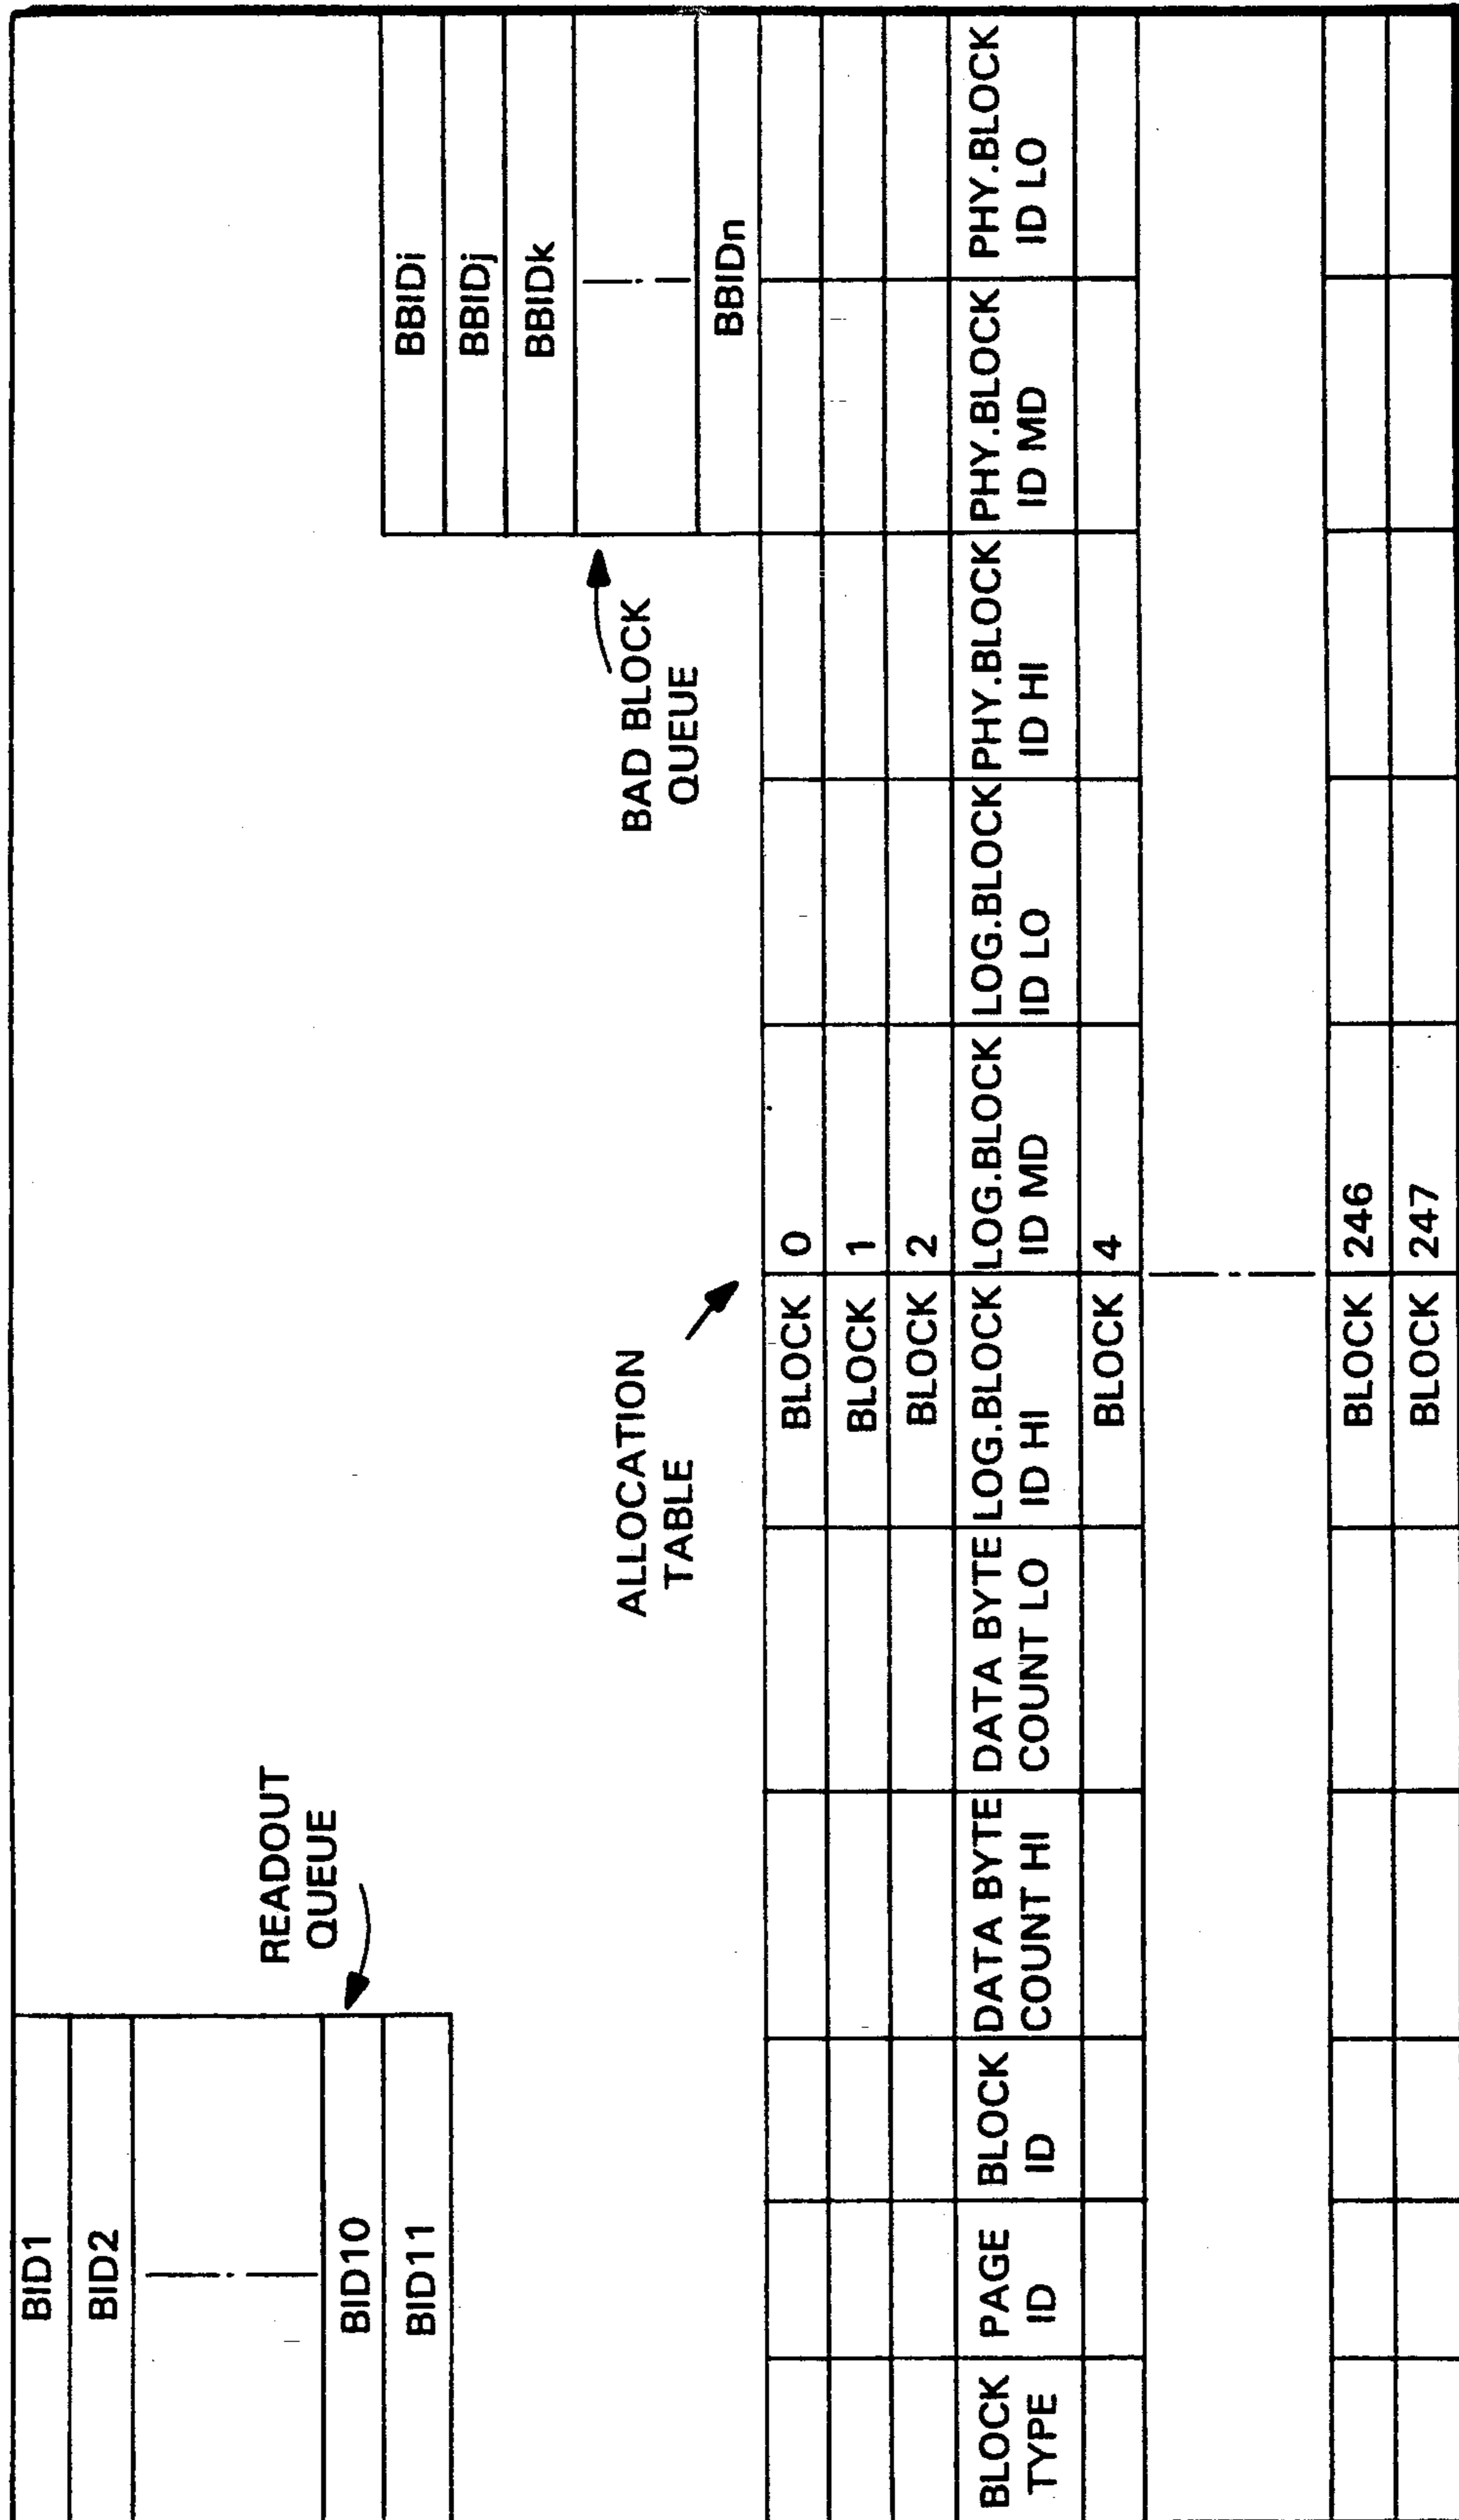 BID1
BID2
BID10
BID11
READOUT
QUEUE
BBIDi
BBIDj
BBIDk
BBIDn
BAD BLOCK
QUEUE
ALLOCATION
TABLE
BLOCK 0
BLOCK 1
BLOCK 2
BLOCK TYPE
PAGE ID
BLOCK ID
DATA BYTE COUNT HI
DATA BYTE COUNT LO
LOG.BLOCK ID HI
LOG.BLOCK ID MD
LOG.BLOCK ID LO
PHY.BLOCK ID HI
PHY.BLOCK ID MD
PHY.BLOCK ID LO
BLOCK 4
BLOCK 246
BLOCK 247